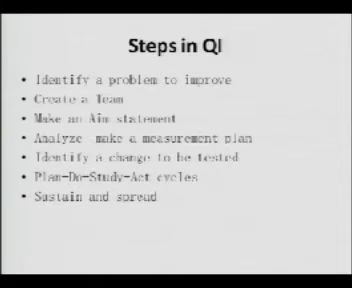 Steps in QI
• Identify a problem to improve
• Create a Team
• Make an Aim statement
• Analyze  make a measurement plan
• Identify a change to be tested
• Plan-Do-Study-Act cycles
• Sustain and spread